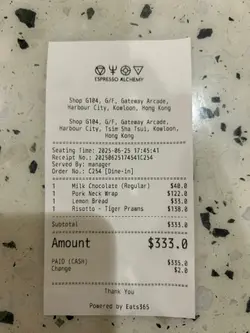 ESPRESSO ALCHEMY
Shop G104, G/F, Gateway Arcade,
Harbour City, Kowloon, Hong Kong
Shop G104, G/F, Gateway Arcade,
Harbour City, Tsim Sha Tsui, Kowloon,
Hong Kong
Seating Time: 2025-06-25 17:45:41
Receipt No.: 20250625174541C254
Served By: manager
Order No.: C254 [Dine-In]
1 Milk Chocolate (Regular) $40.0
1 Pork Neck Wrap $122.0
1 Lemon Bread $33.0
1 Risotto - Tiger Prawns $138.0
Subtotal $333.0
Amount $333.0
PAID (CASH) $335.0
Change $2.0
Thank You
Powered by Eats365